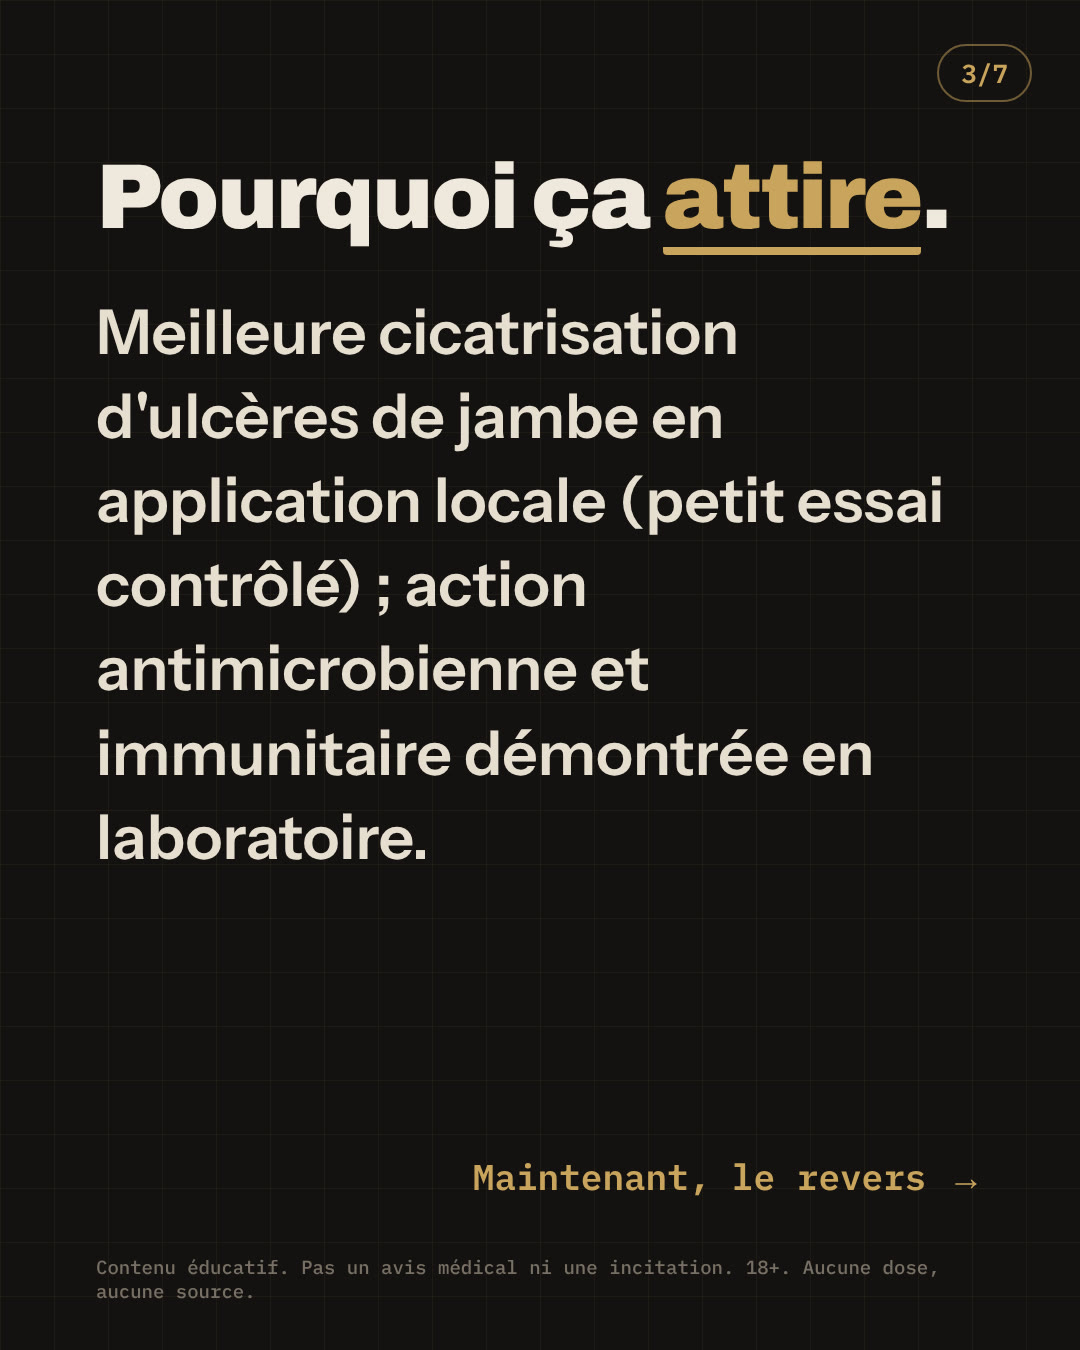 3/7
Pourquoi ça attire.
Meilleure cicatrisation
d'ulcères de jambe en
application locale (petit essai
contrôlé) ; action
antimicrobienne et
immunitaire démontrée en
laboratoire.
Maintenant, le revers →
Contenu éducatif. Pas un avis médical ni une incitation. 18+. Aucune dose,
aucune source.